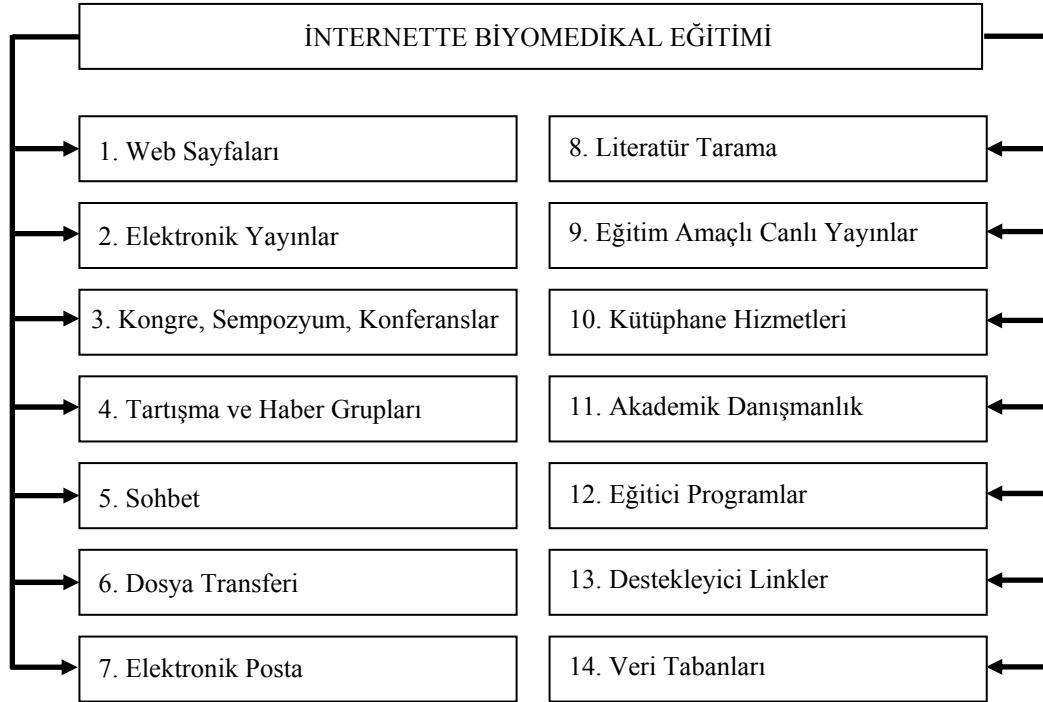 İNTERNETTE BİYOMEDİKAL EĞİTİMİ
1. Web Sayfaları
2. Elektronik Yayınlar
3. Kongre, Sempozyum, Konferanslar
4. Tartışma ve Haber Grupları
5. Sohbet
6. Dosya Transferi
7. Elektronik Posta
8. Literatür Tarama
9. Eğitim Amaçlı Canlı Yayınlar
10. Kütüphane Hizmetleri
11. Akademik Danışmanlık
12. Eğitici Programlar
13. Destekleyici Linkler
14. Veri Tabanları